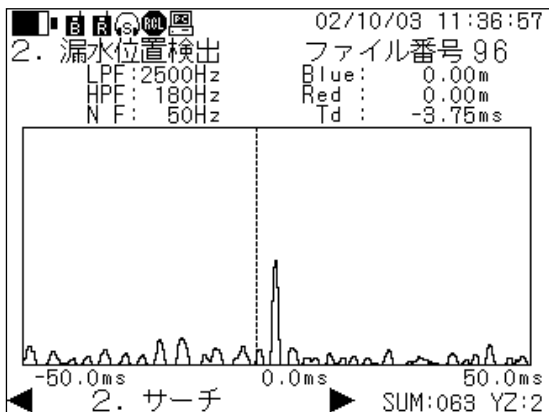 B R S RCL 02/10/03 11:36:57
2. 漏水位置検出 ファイル番号 96
LPF:2500Hz Blue: 0.00m
HPF: 180Hz Red : 0.00m
N F: 50Hz Td : -3.75ms
-50.0ms 0.0ms 50.0ms
2. サーチ SUM:063 YZ:2